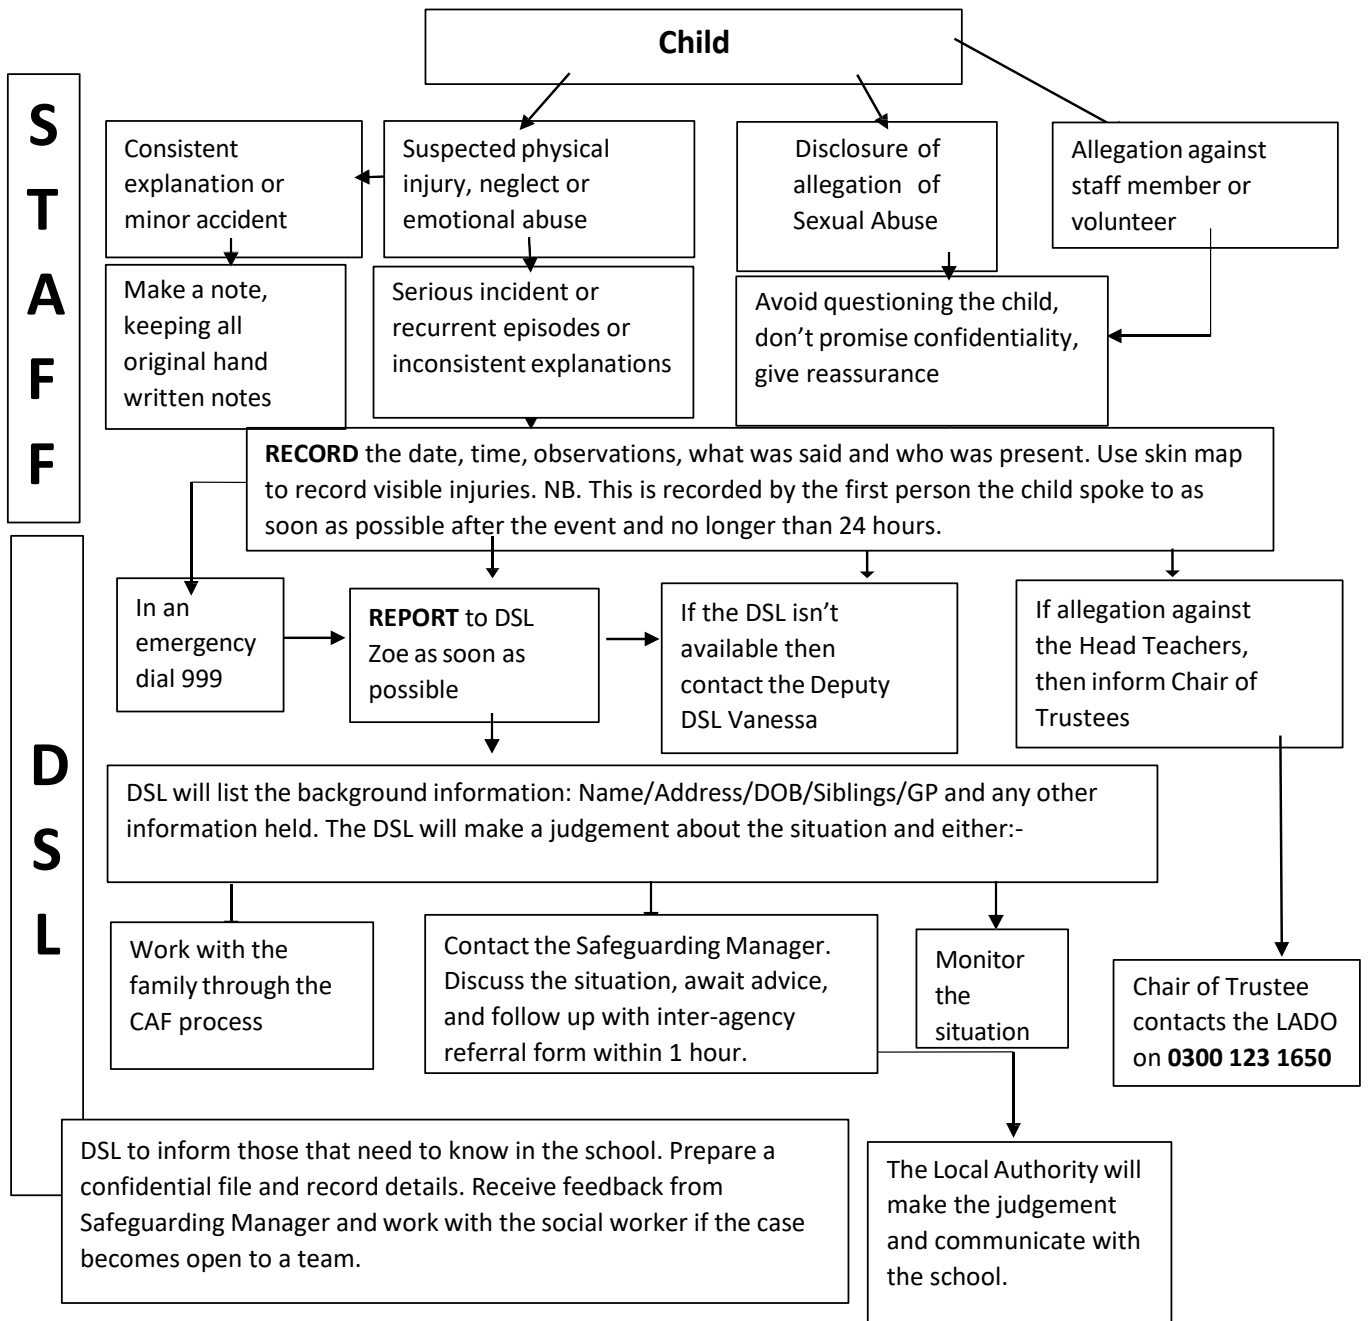 Child
STAFF
Consistent
explanation or
minor accident
Suspected physical
injury, neglect or
emotional abuse
Disclosure of
allegation of
Sexual Abuse
Allegation against
staff member or
volunteer
Make a note,
keeping all
original hand
written notes
Serious incident or
recurrent episodes or
inconsistent explanations
Avoid questioning the child,
don’t promise confidentiality,
give reassurance
RECORD the date, time, observations, what was said and who was present. Use skin map
to record visible injuries. NB. This is recorded by the first person the child spoke to as
soon as possible after the event and no longer than 24 hours.
DSL
In an
emergency
dial 999
REPORT to DSL
Zoe as soon as
possible
If the DSL isn’t
available then
contact the Deputy
DSL Vanessa
If allegation against
the Head Teachers,
then inform Chair of
Trustees
DSL will list the background information: Name/Address/DOB/Siblings/GP and any other
information held. The DSL will make a judgement about the situation and either:-
Work with the
family through the
CAF process
Contact the Safeguarding Manager.
Discuss the situation, await advice,
and follow up with inter-agency
referral form within 1 hour.
Monitor
the
situation
Chair of Trustee
contacts the LADO
on 0300 123 1650
DSL to inform those that need to know in the school. Prepare a
confidential file and record details. Receive feedback from
Safeguarding Manager and work with the social worker if the case
becomes open to a team.
The Local Authority will
make the judgement
and communicate with
the school.